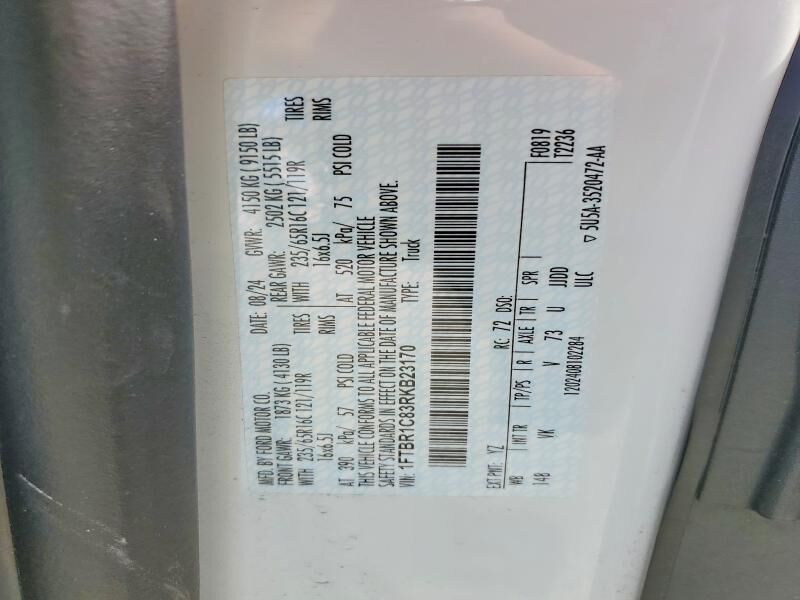 MFD. BY FORD MOTOR CO. DATE: 08/24 GVWR: 4150 KG ( 9150 LB)
FRONT GAWR: 1873 KG ( 4130 LB) REAR GAWR: 2502 KG ( 5515 LB)
WITH 235/65R16C 121/119R TIRES WITH 235/65R16C 121/119R TIRES
16x6.5J RIMS 16x6.5J RIMS
AT 390 kPa/ 57 PSI COLD AT 520 kPa/ 75 PSI COLD
THIS VEHICLE CONFORMS TO ALL APPLICABLE FEDERAL MOTOR VEHICLE
SAFETY STANDARDS IN EFFECT ON THE DATE OF MANUFACTURE SHOWN ABOVE.
VIN: 1FTBR1C83RKB23170 TYPE: Truck
F0819
T2236
EXT PNT: YZ RC: 72 DSO:
WB INT TR TP/PS R AXLE TR SPR
148 VK V 73 U JJDD
1202408102284 ULC
▽ 5U5A-3520472-AA